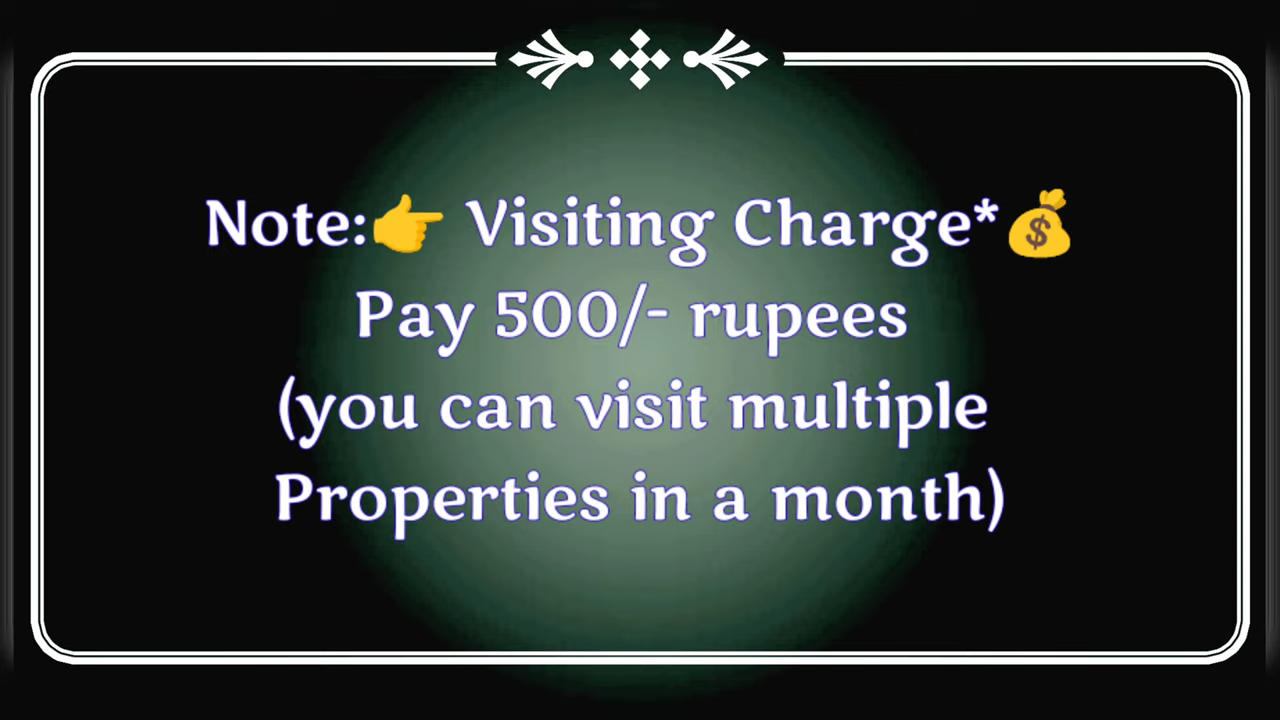 Note:👉 Visiting Charge*💰
Pay 500/- rupees
(you can visit multiple
Properties in a month)